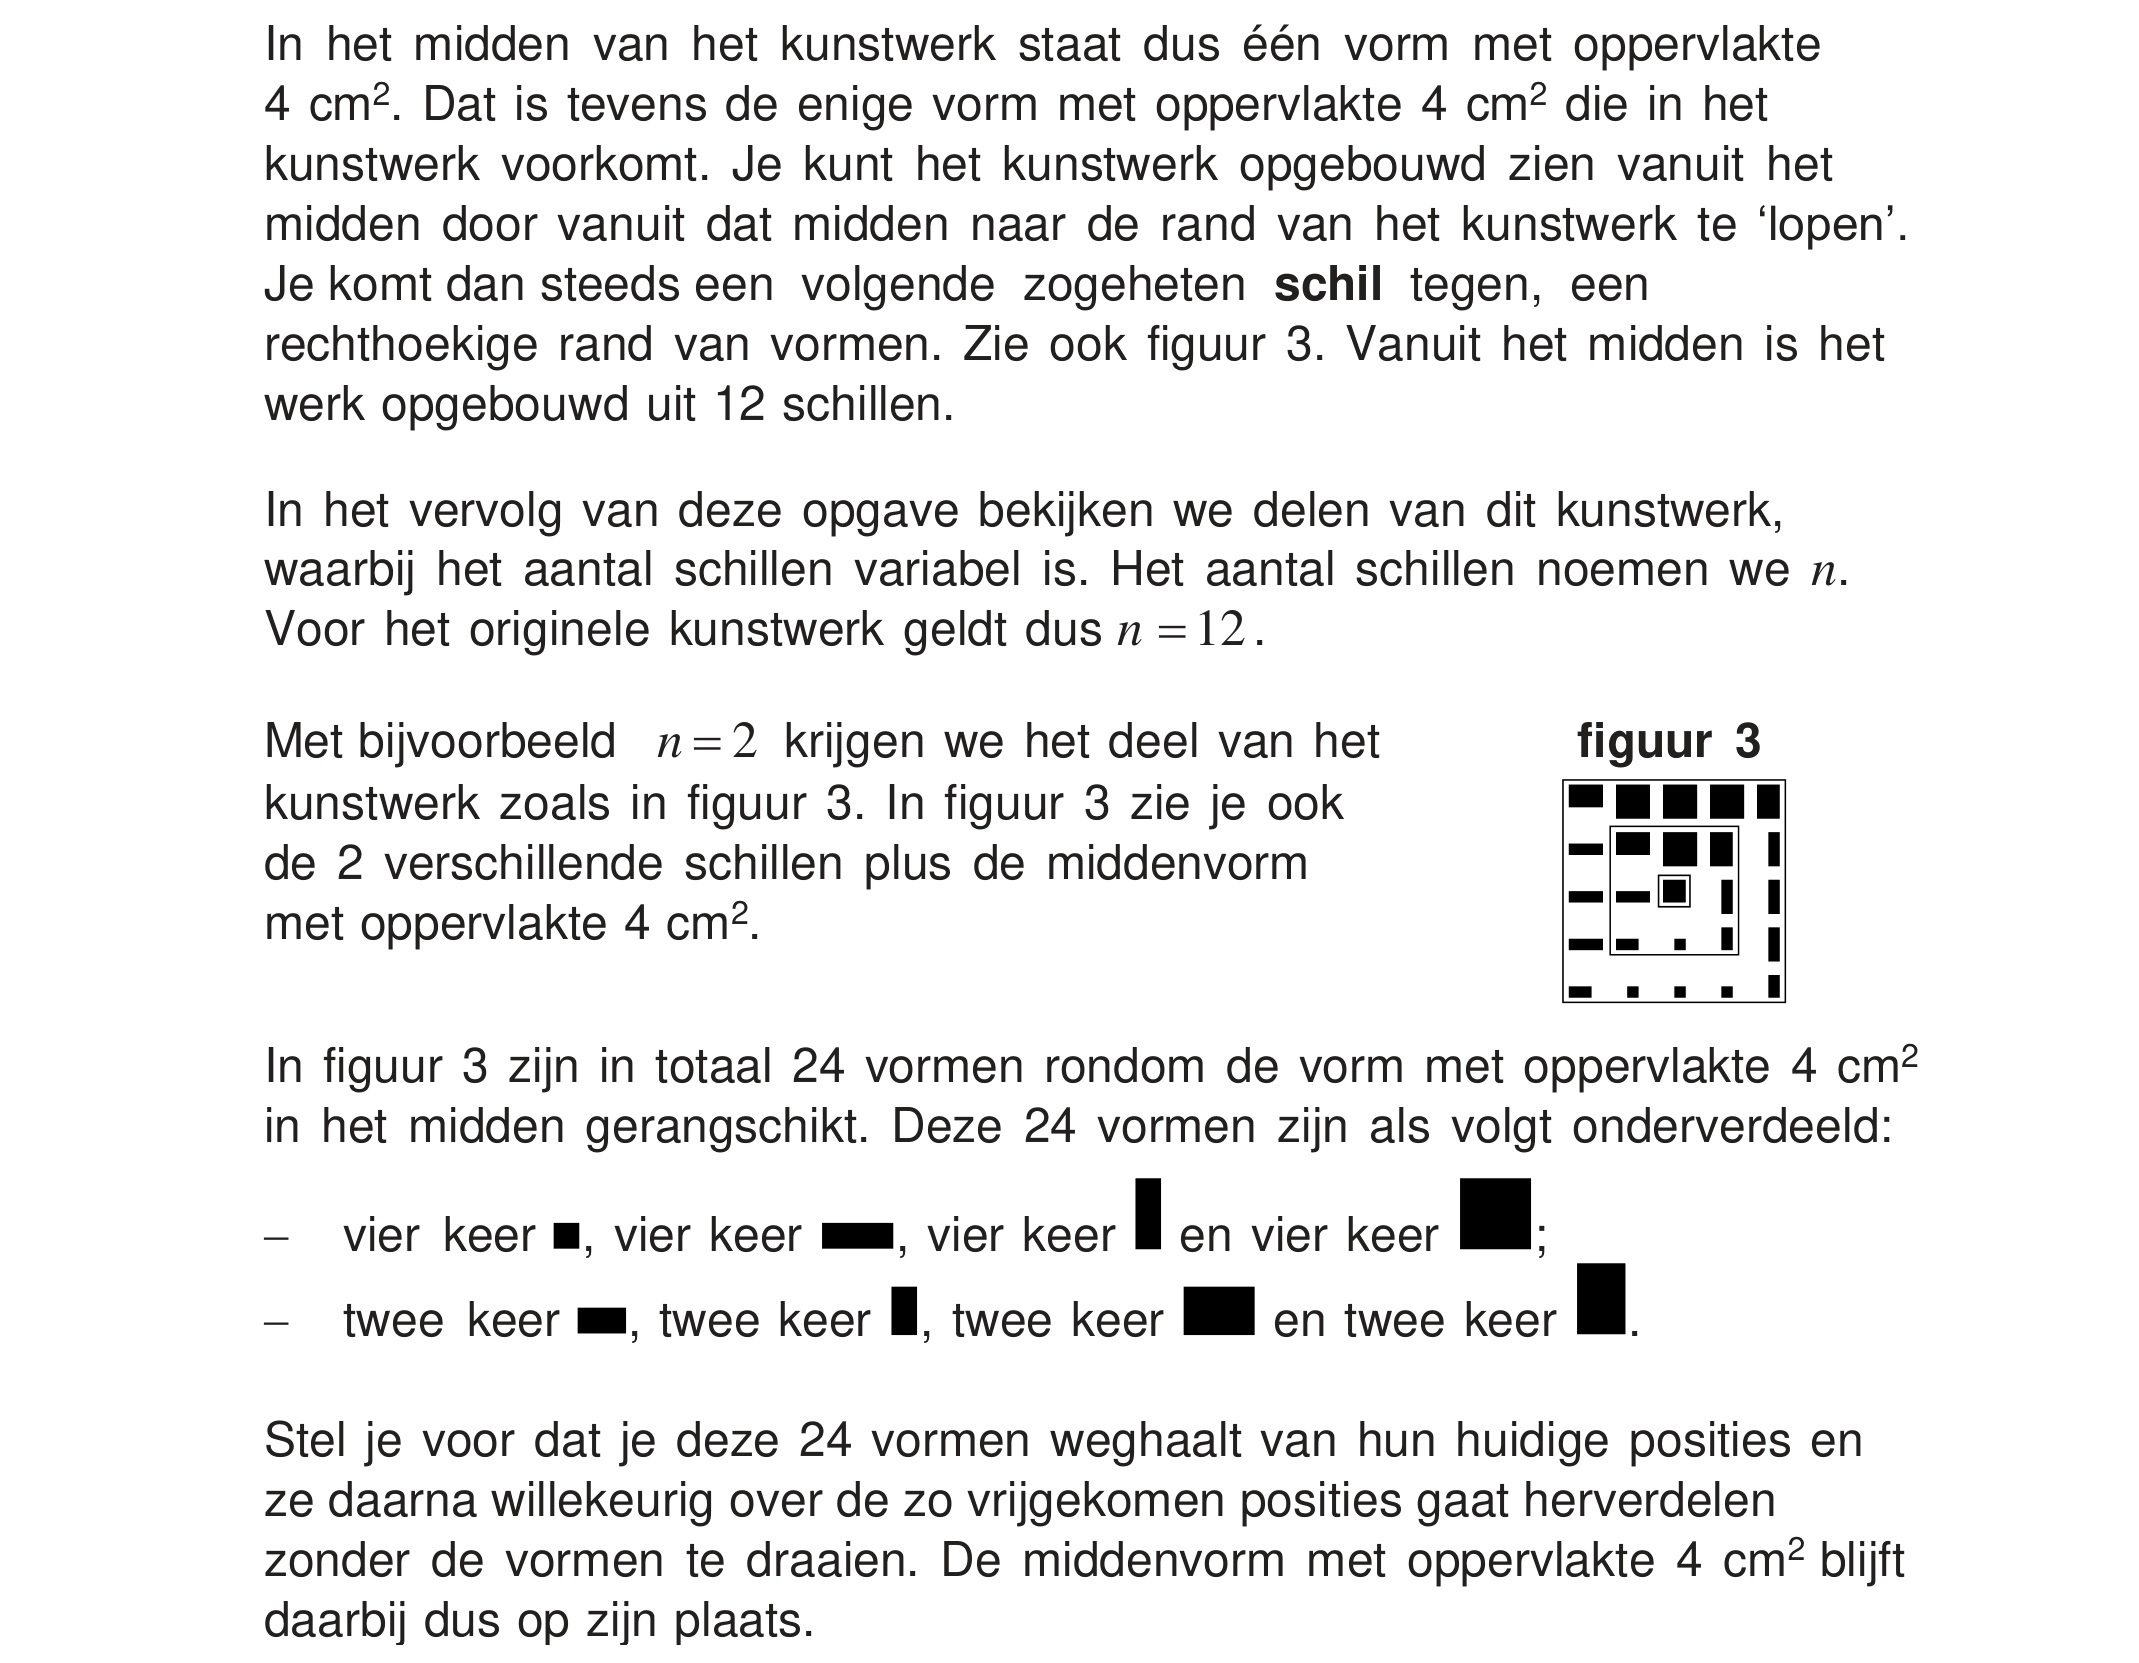 In het midden van het kunstwerk staat dus één vorm met oppervlakte
4 cm². Dat is tevens de enige vorm met oppervlakte 4 cm² die in het
kunstwerk voorkomt. Je kunt het kunstwerk opgebouwd zien vanuit het
midden door vanuit dat midden naar de rand van het kunstwerk te ‘lopen’.
Je komt dan steeds een volgende zogeheten schil tegen, een
rechthoekige rand van vormen. Zie ook figuur 3. Vanuit het midden is het
werk opgebouwd uit 12 schillen.
In het vervolg van deze opgave bekijken we delen van dit kunstwerk,
waarbij het aantal schillen variabel is. Het aantal schillen noemen we n.
Voor het originele kunstwerk geldt dus n = 12.
Met bijvoorbeeld n = 2 krijgen we het deel van het
kunstwerk zoals in figuur 3. In figuur 3 zie je ook
de 2 verschillende schillen plus de middenvorm
met oppervlakte 4 cm².
figuur 3
In figuur 3 zijn in totaal 24 vormen rondom de vorm met oppervlakte 4 cm²
in het midden gerangschikt. Deze 24 vormen zijn als volgt onderverdeeld:
– vier keer , vier keer , vier keer en vier keer ;
– twee keer , twee keer , twee keer en twee keer .
Stel je voor dat je deze 24 vormen weghaalt van hun huidige posities en
ze daarna willekeurig over de zo vrijgekomen posities gaat herverdelen
zonder de vormen te draaien. De middenvorm met oppervlakte 4 cm² blijft
daarbij dus op zijn plaats.